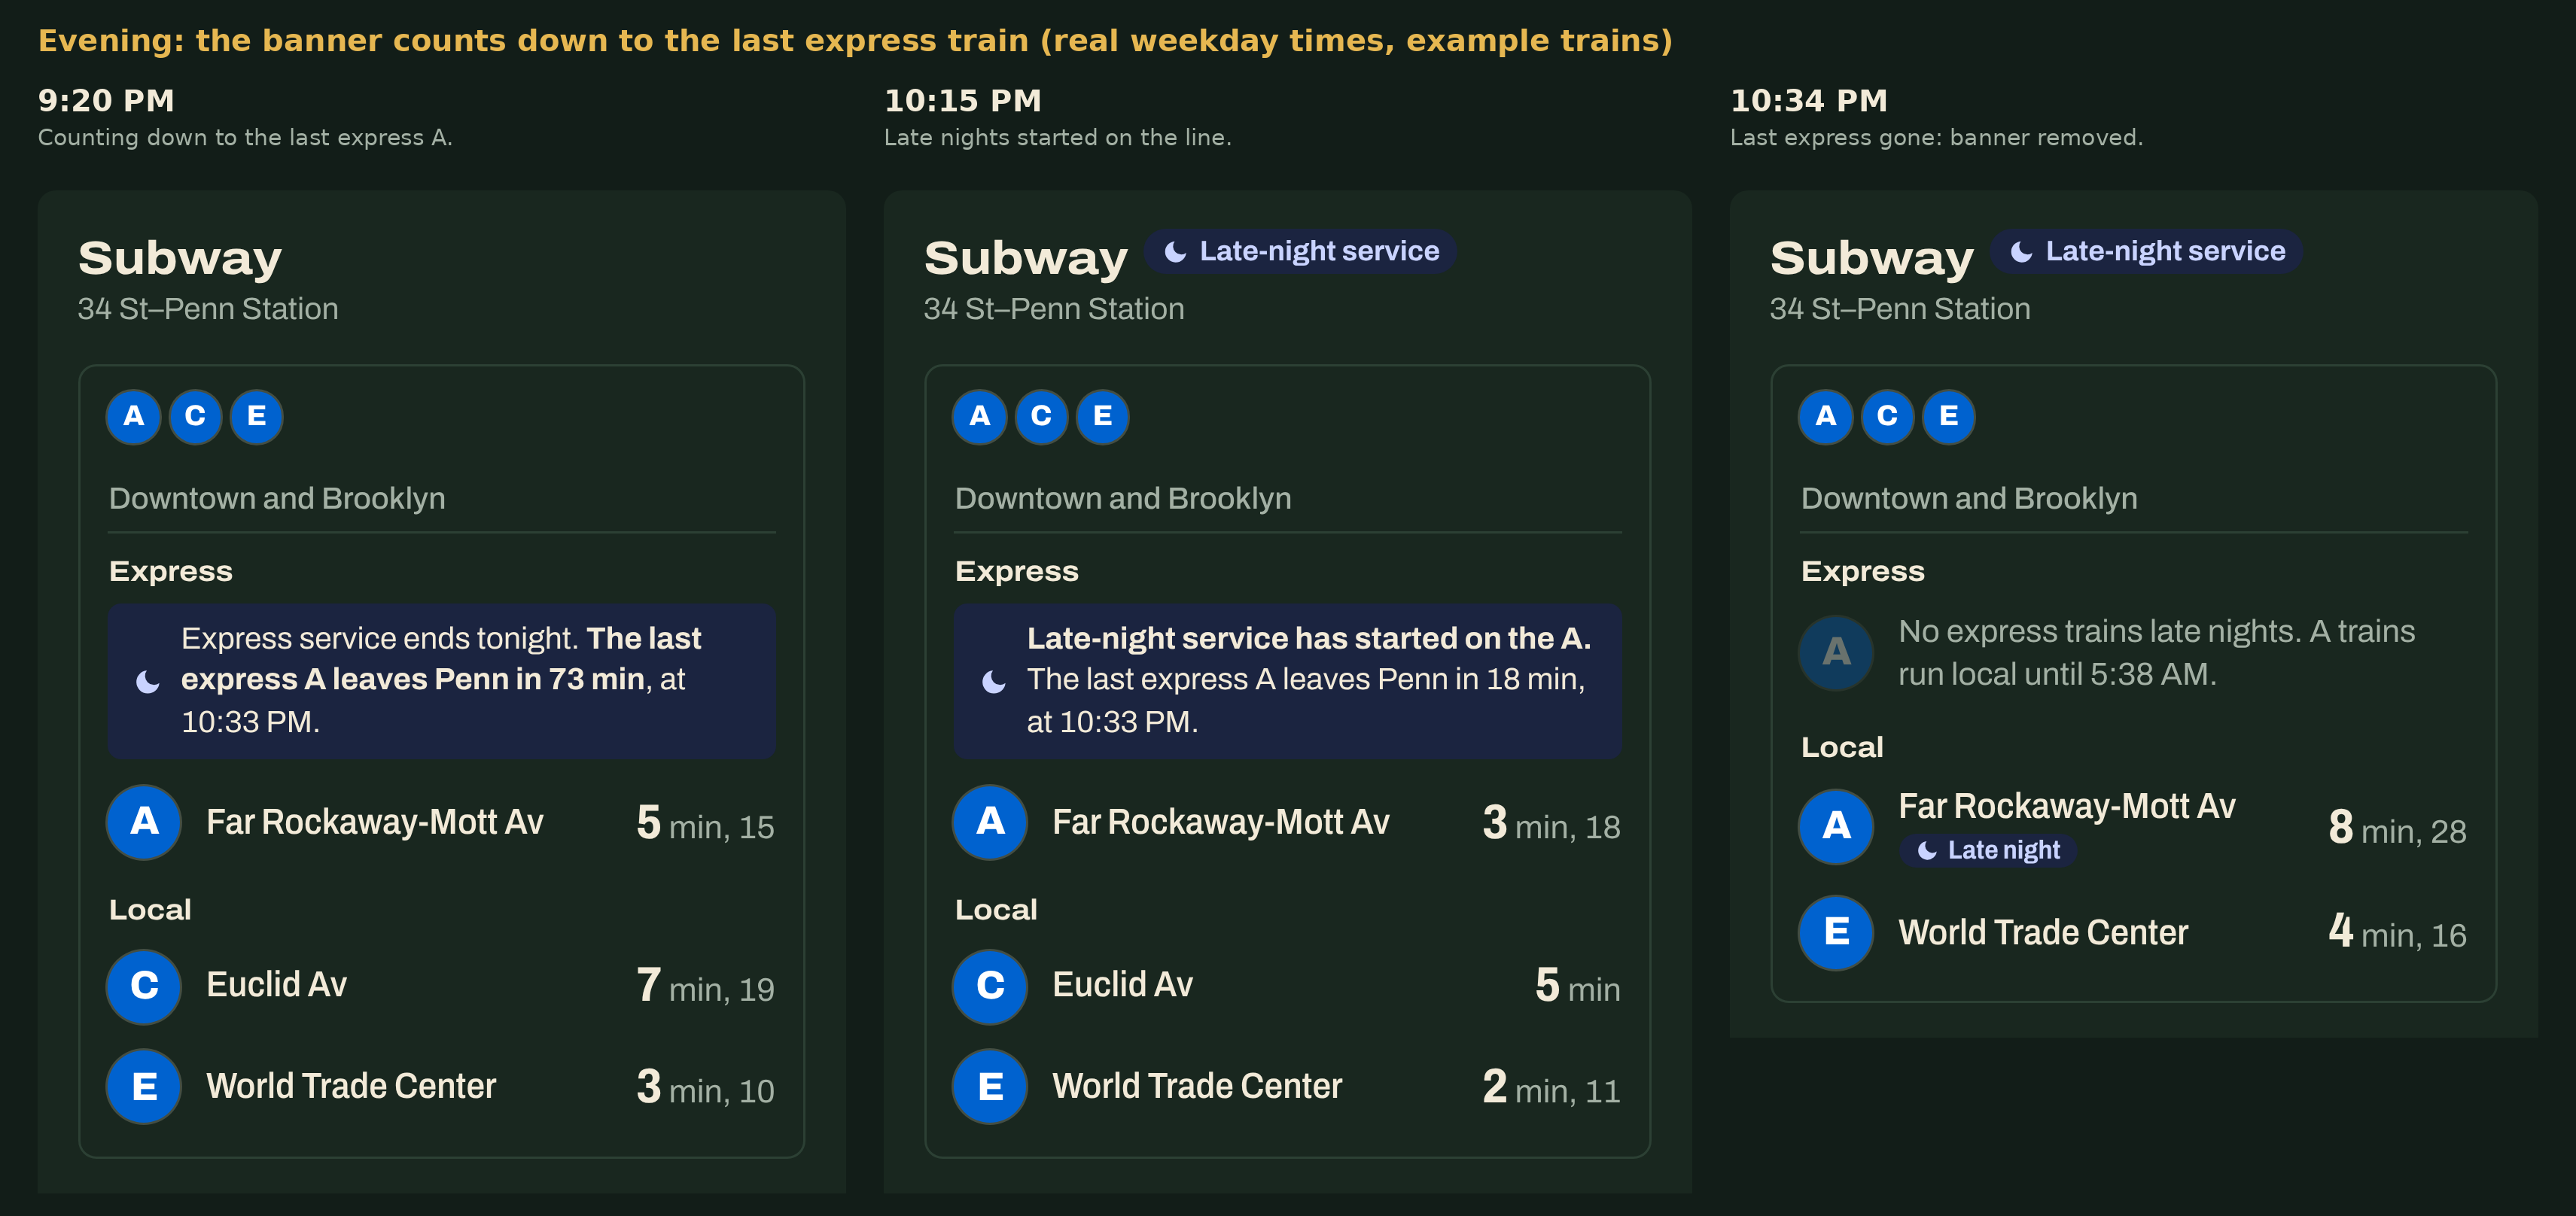 Evening: the banner counts down to the last express train (real weekday times, example trains)
9:20 PM
Counting down to the last express A.
Subway
34 St–Penn Station
A C E
Downtown and Brooklyn
Express
Express service ends tonight. The last
express A leaves Penn in 73 min, at
10:33 PM.
A Far Rockaway-Mott Av 5 min, 15
Local
C Euclid Av 7 min, 19
E World Trade Center 3 min, 10
10:15 PM
Late nights started on the line.
Subway Late-night service
34 St–Penn Station
A C E
Downtown and Brooklyn
Express
Late-night service has started on the A.
The last express A leaves Penn in 18 min,
at 10:33 PM.
A Far Rockaway-Mott Av 3 min, 18
Local
C Euclid Av 5 min
E World Trade Center 2 min, 11
10:34 PM
Last express gone: banner removed.
Subway Late-night service
34 St–Penn Station
A C E
Downtown and Brooklyn
Express
A No express trains late nights. A trains
run local until 5:38 AM.
Local
A Far Rockaway-Mott Av 8 min, 28
Late night
E World Trade Center 4 min, 16